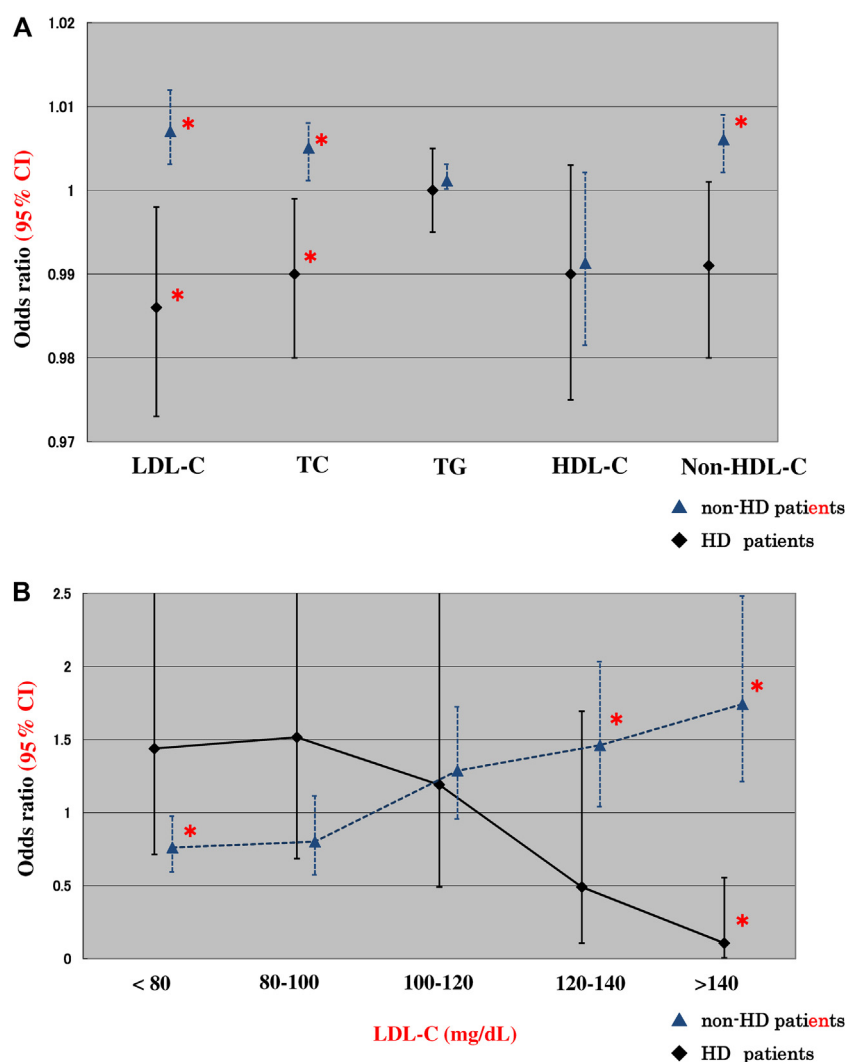 A
1.02
1.01
1
0.99
0.98
0.97
Odds ratio (95% CI)
* * * * *
LDL-C TC TG HDL-C Non-HDL-C
▲ non-HD patients
◆ HD patients
B
2.5
2
1.5
1
0.5
0
Odds ratio (95% CI)
* * * *
< 80 80-100 100-120 120-140 >140
LDL-C (mg/dL)
▲ non-HD patients
◆ HD patients